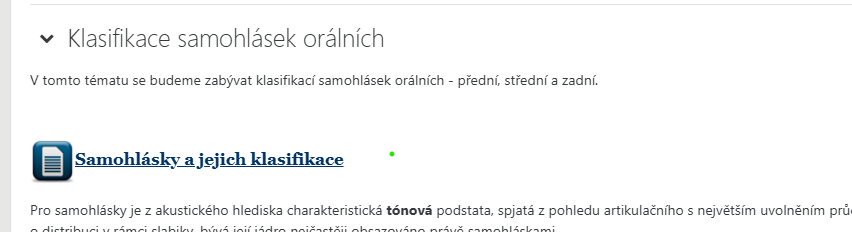 Klasifikace samohlásek orálních
V tomto tématu se budeme zabývat klasifikací samohlásek orálních - přední, střední a zadní.
Samohlásky a jejich klasifikace
Pro samohlásky je z akustického hlediska charakteristická tónová podstata, spjatá z pohledu artikulačního s největším uvolněním
o distribuci v rámci slabiky, bývá její jádro nejčastěji obsazováno právě samohláskami